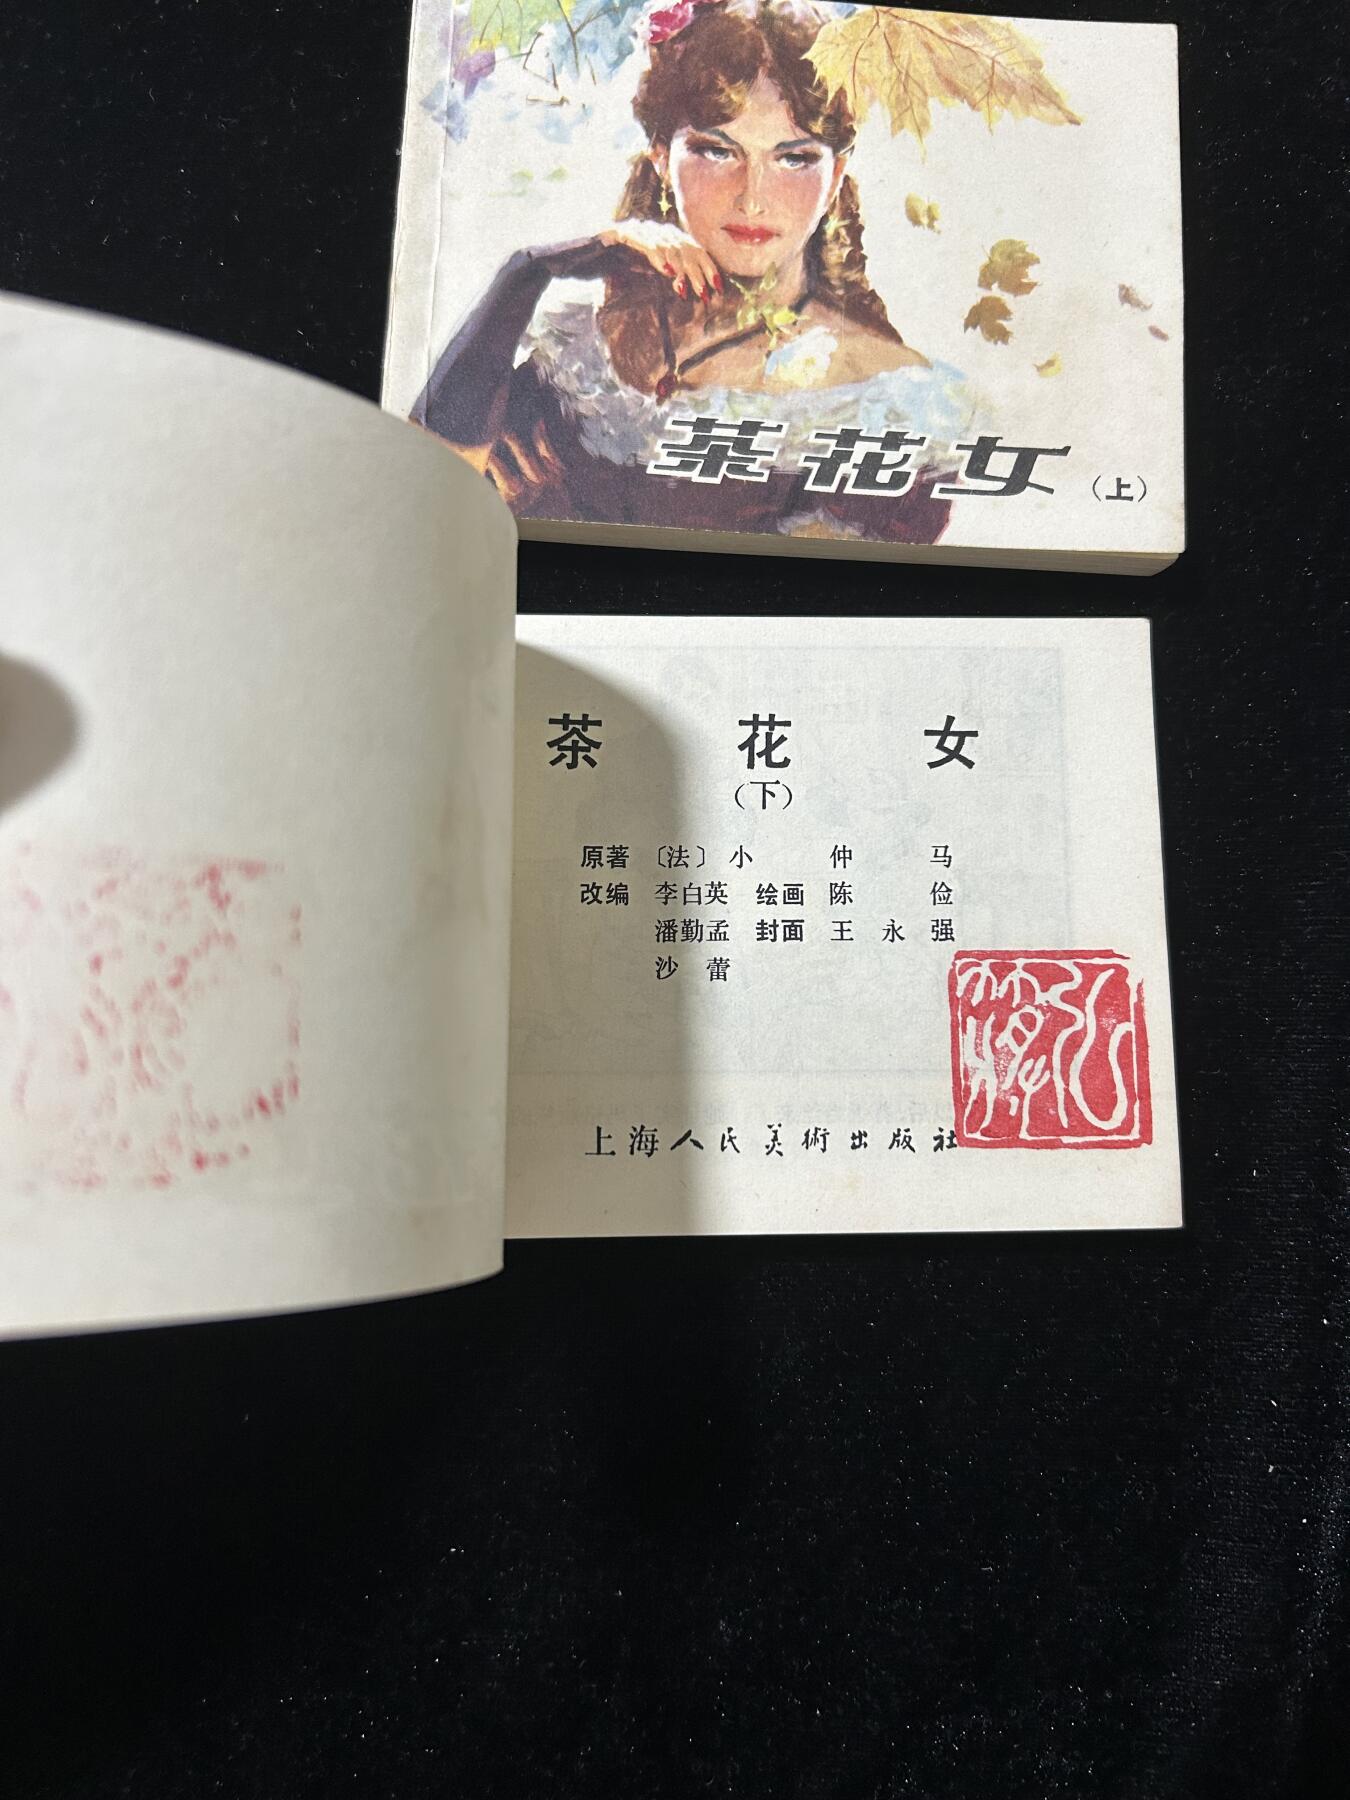 茶花女(上)
茶花女
(下)
原著 〔法〕小仲马
改编 李白英 绘画 陈俭
潘勤孟 封面 王永强
沙蕾
上海人民美術出版社